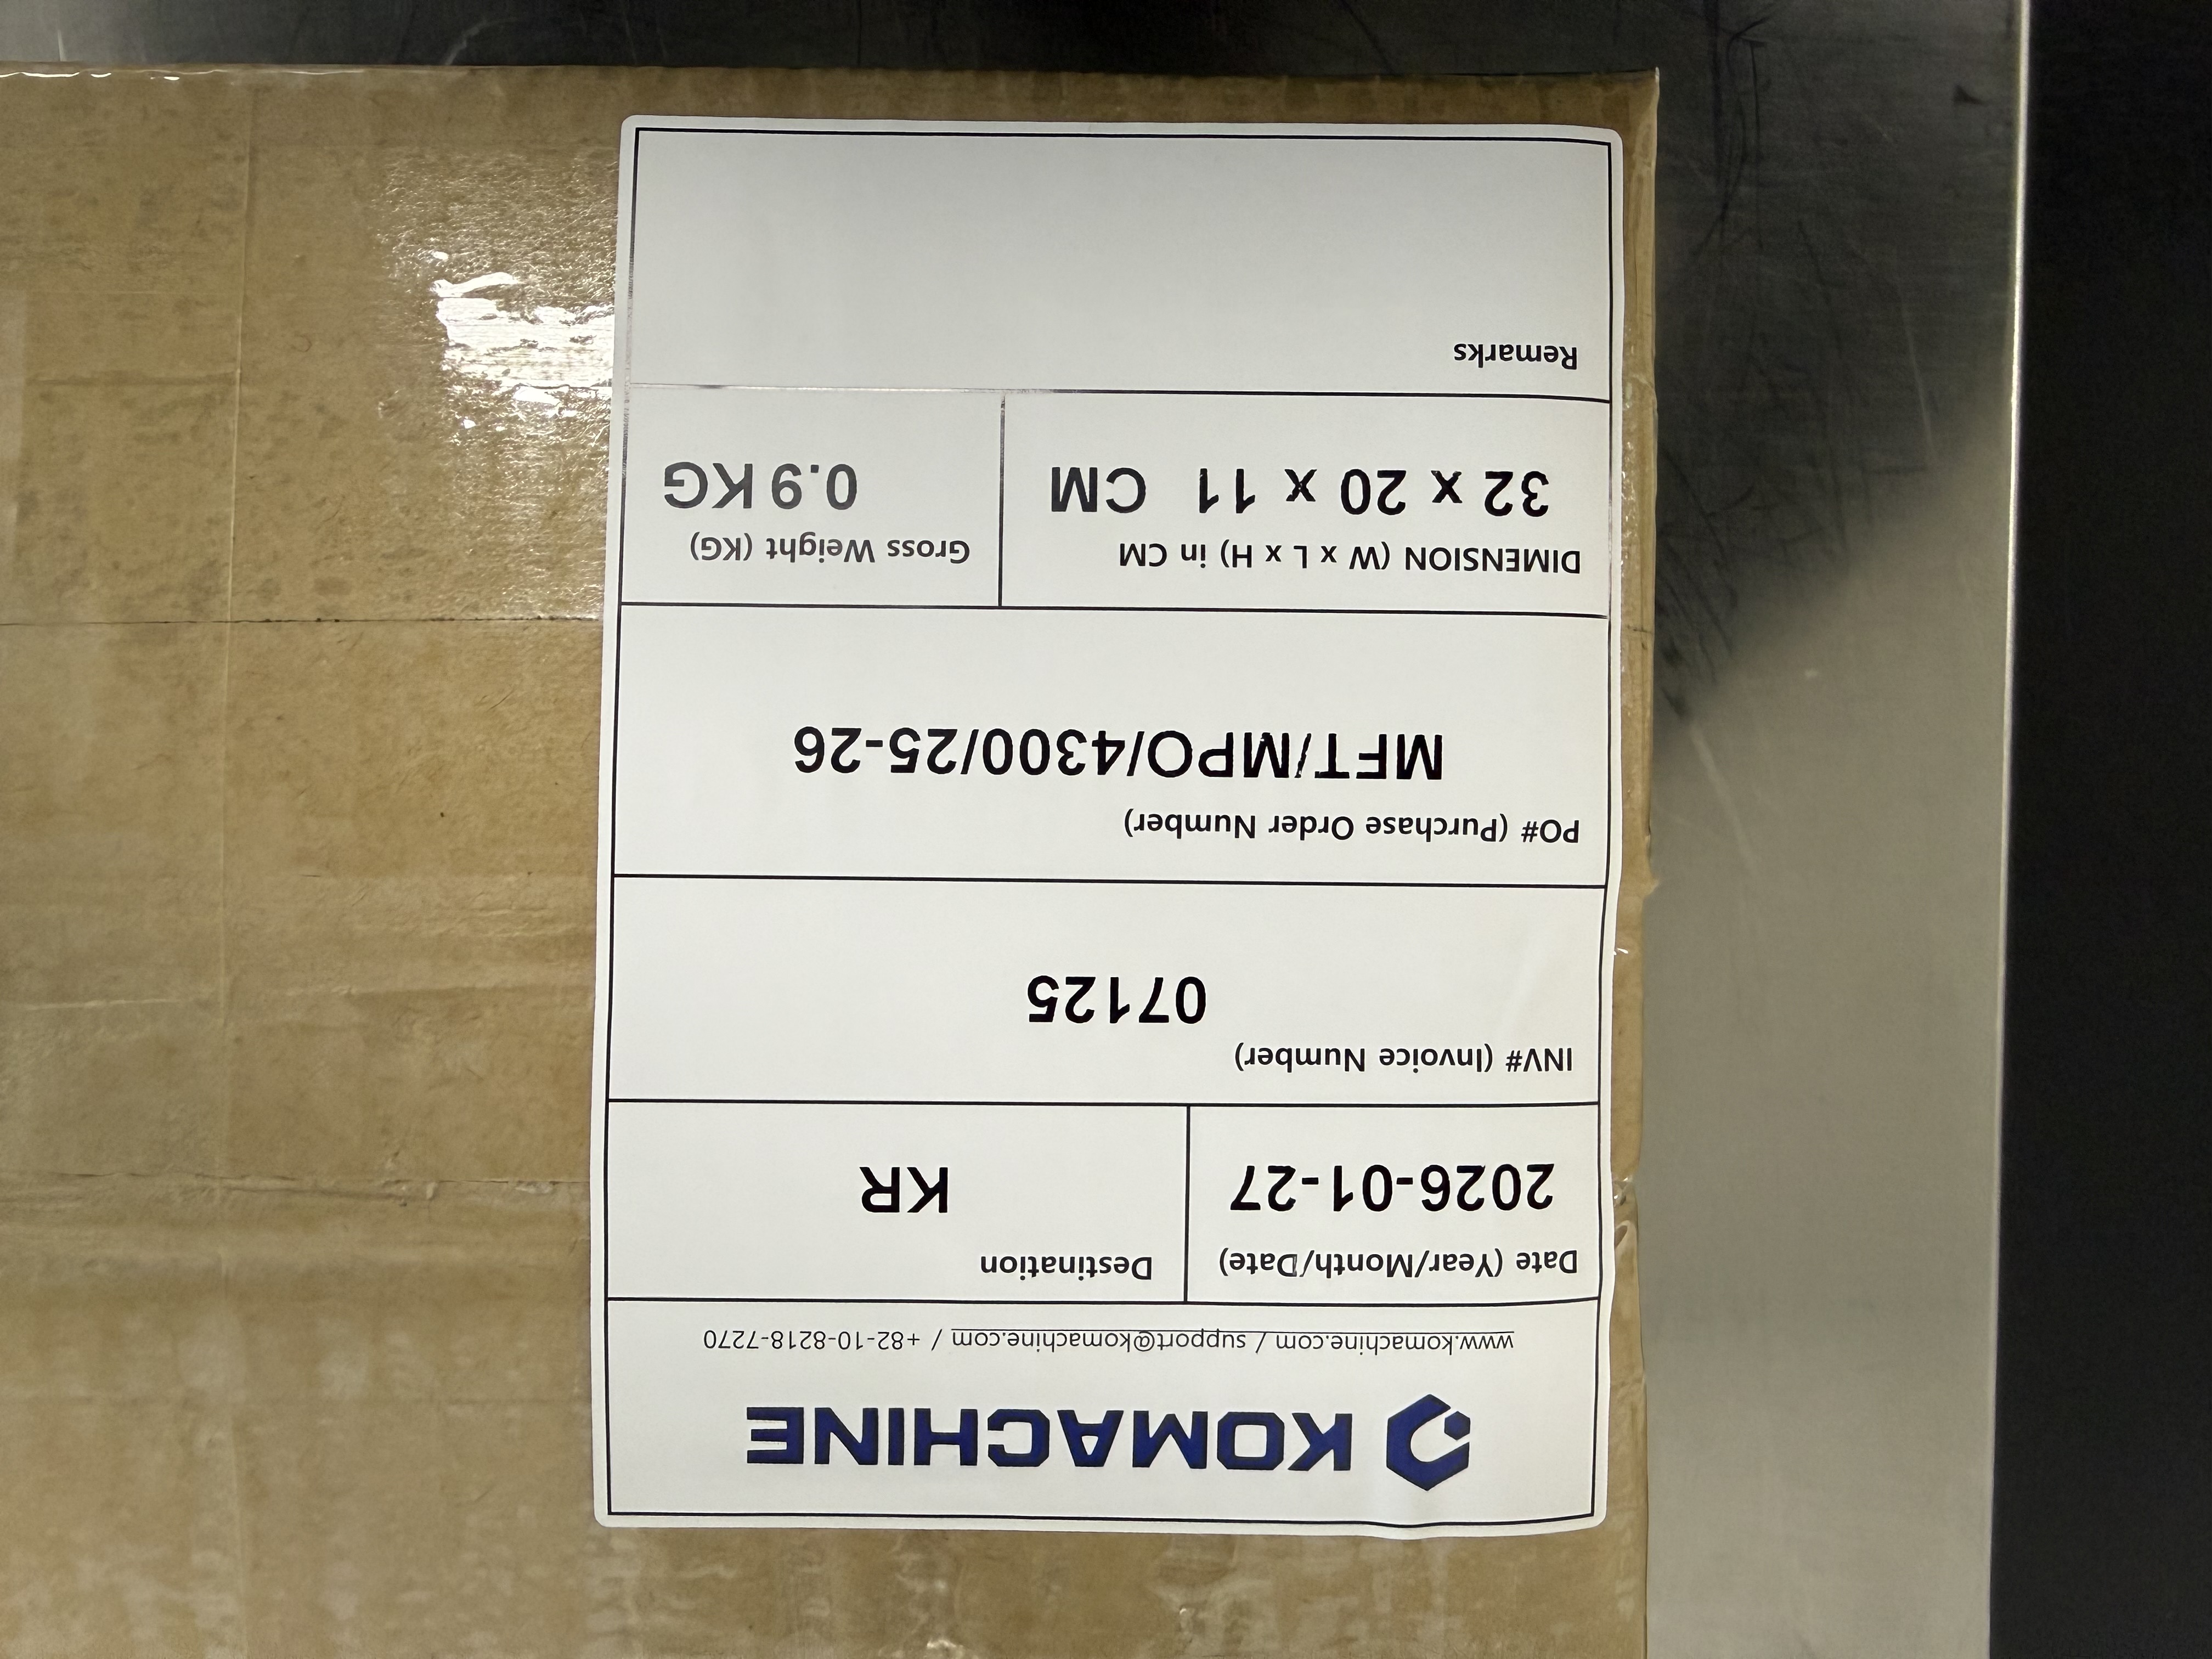 KOMACHINE
www.komachine.com / support@komachine.com / +82-10-8218-7270
Date (Year/Month/Date)
2026-01-27
Destination
KR
INV# (Invoice Number)
07125
PO# (Purchase Order Number)
MFT/MPO/4300/25-26
DIMENSION (W x L x H) in CM
32 x 20 x 11 CM
Gross Weight (KG)
0.9 KG
Remarks